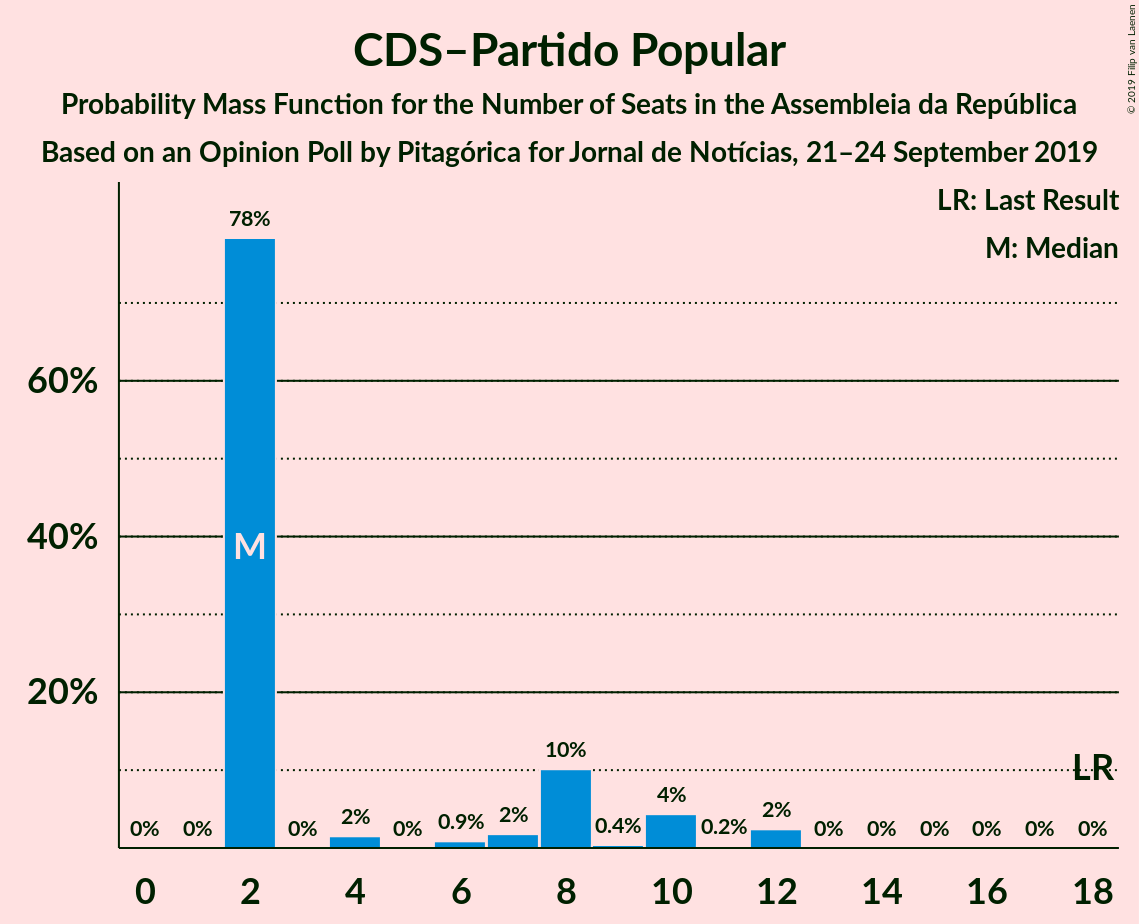 CDS–Partido Popular
Probability Mass Function for the Number of Seats in the Assembleia da República
Based on an Opinion Poll by Pitagórica for Jornal de Notícias, 21–24 September 2019
© 2019 Filip van Laenen
LR: Last Result
M: Median
78%
60%
40%
M
20%
10%
LR
0% 0% 0% 2% 0% 0.9% 2% 0.4% 4% 0.2% 2% 0% 0% 0% 0% 0% 0%
0 2 4 6 8 10 12 14 16 18